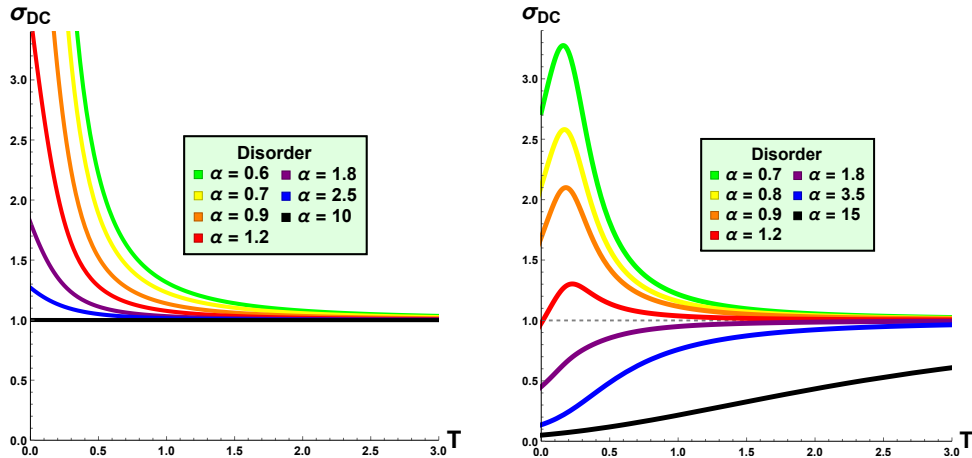 σDC
3.0
2.5
2.0
1.5
1.0
0.5
0.0
0.0 0.5 1.0 1.5 2.0 2.5 3.0
T
Disorder
α = 0.6 α = 1.8
α = 0.7 α = 2.5
α = 0.9 α = 10
α = 1.2
σDC
3.0
2.5
2.0
1.5
1.0
0.5
0.0
0.0 0.5 1.0 1.5 2.0 2.5 3.0
T
Disorder
α = 0.7 α = 1.8
α = 0.8 α = 3.5
α = 0.9 α = 15
α = 1.2